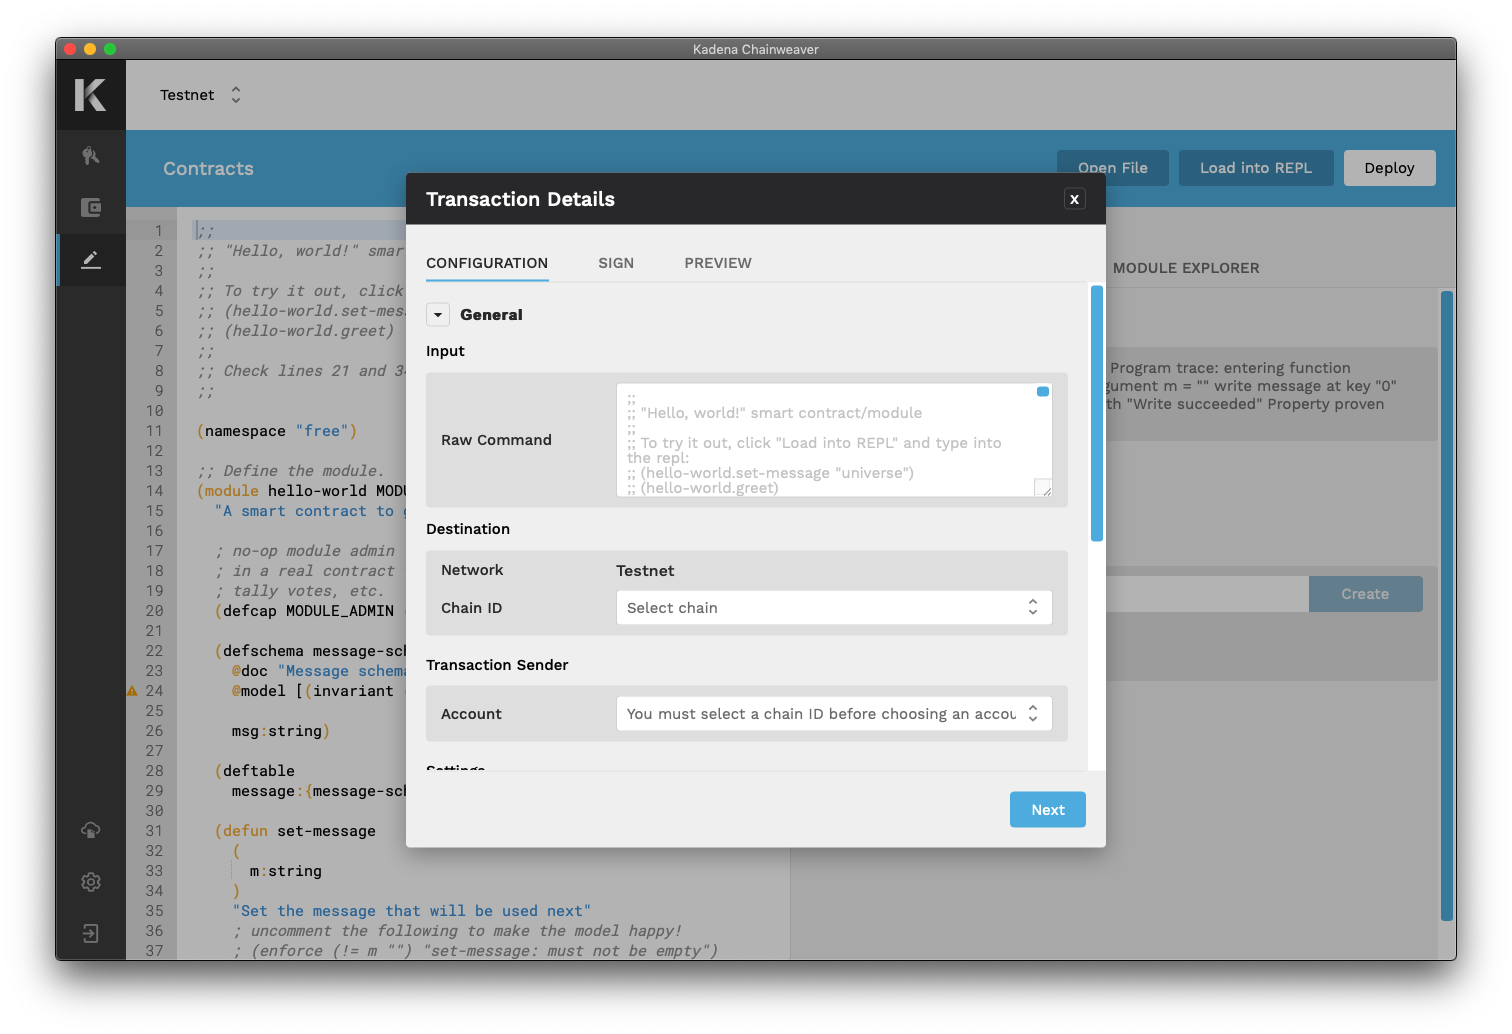 Kadena Chainweaver
K
Testnet
Contracts
Open File
Load into REPL
Deploy
Transaction Details
X
CONFIGURATION
SIGN
PREVIEW
General
Input
Raw Command
;;
;; "Hello, world!" smart contract/module
;;
;; To try it out, click "Load into REPL" and type into
the repl:
;; (hello-world.set-message "universe")
;; (hello-world.greet)
Destination
Network
Testnet
Chain ID
Select chain
Transaction Sender
Account
You must select a chain ID before choosing an accou
Settings
Next
1 ;;
2 ;; "Hello, world!" smar
3 ;;
4 ;; To try it out, click
5 ;; (hello-world.set-mes
6 ;; (hello-world.greet)
7 ;;
8 ;; Check lines 21 and 3
9 ;;
10
11 (namespace "free")
12
13 ;; Define the module.
14 (module hello-world MODU
15 "A smart contract to g
16
17 ; no-op module admin
18 ; in a real contract
19 ; tally votes, etc.
20 (defcap MODULE_ADMIN
21
22 (defschema message-sch
23 @doc "Message schema
24 @model [(invariant
25
26 msg:string)
27
28 (deftable
29 message:{message-sch
30
31 (defun set-message
32 (
33 m:string
34 )
35 "Set the message that will be used next"
36 ; uncomment the following to make the model happy!
37 ; (enforce (!= m "") "set-message: must not be empty")
MODULE EXPLORER
Program trace: entering function
gument m = "" write message at key "0"
th "Write succeeded" Property proven
Create